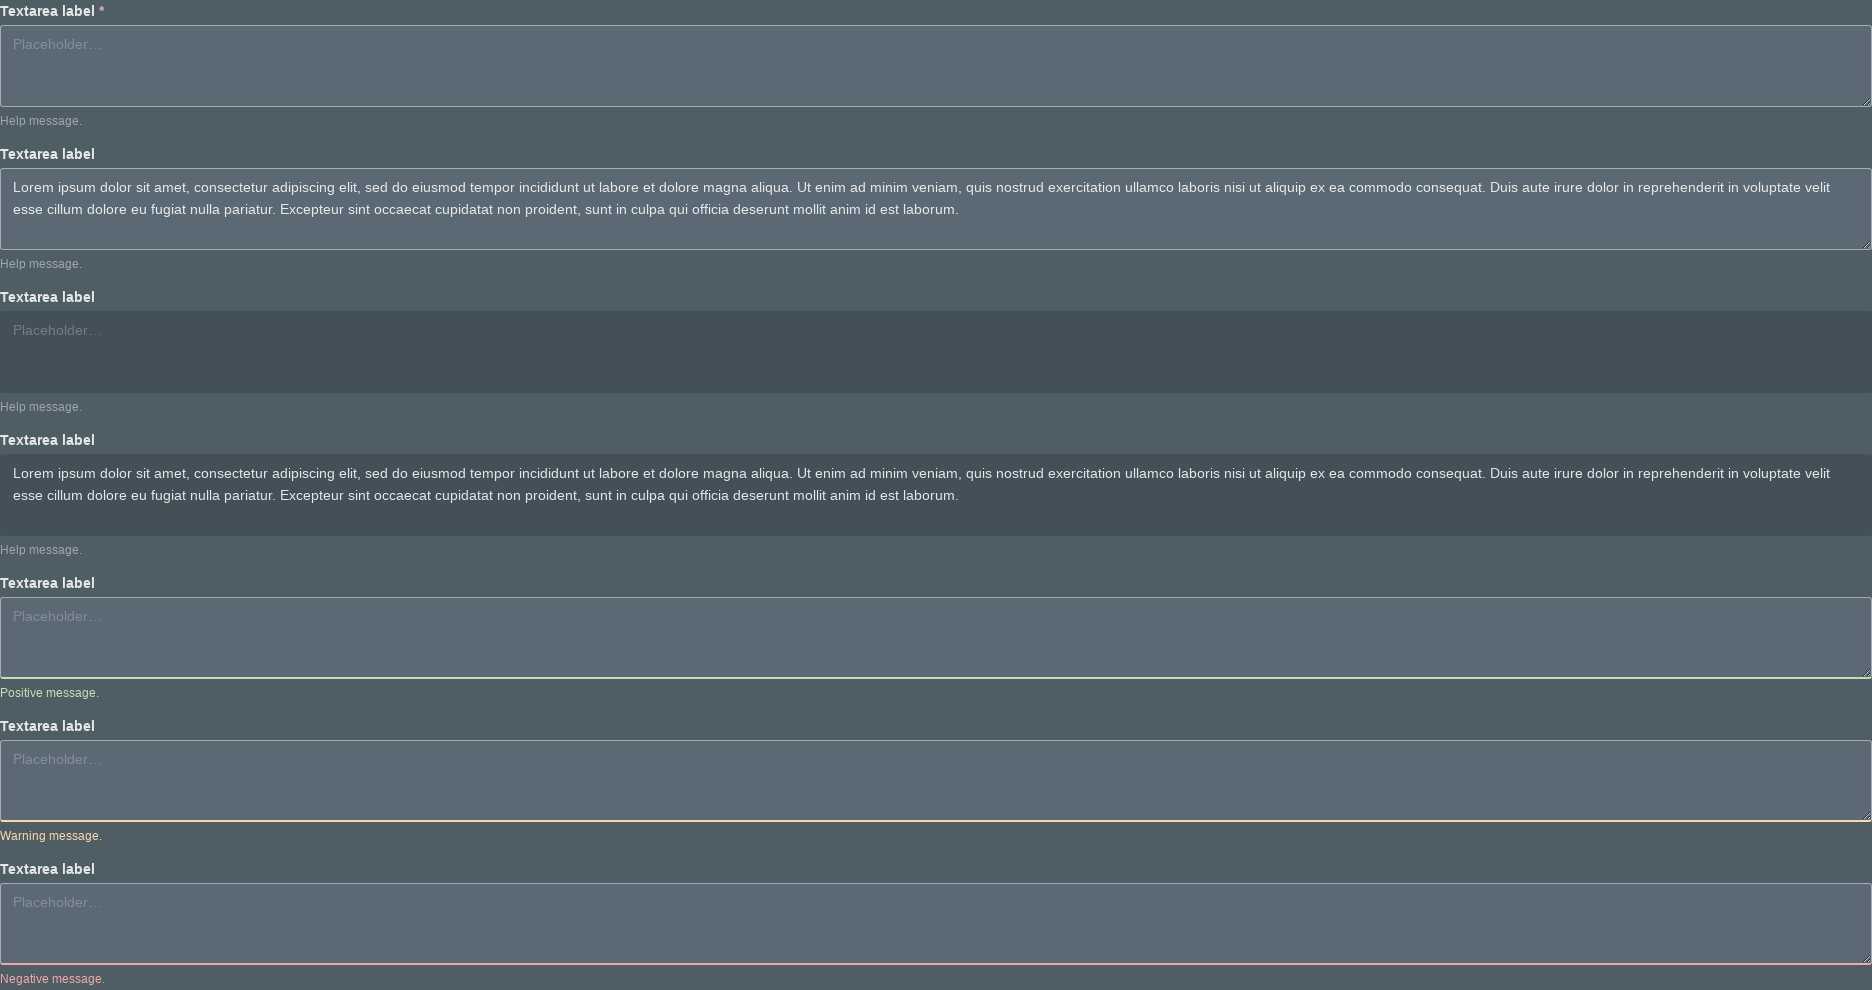 Textarea label *
Placeholder…
Help message.
Textarea label
Lorem ipsum dolor sit amet, consectetur adipiscing elit, sed do eiusmod tempor incididunt ut labore et dolore magna aliqua. Ut enim ad minim veniam, quis nostrud exercitation ullamco laboris nisi ut aliquip ex ea commodo consequat. Duis aute irure dolor in reprehenderit in voluptate velit
esse cillum dolore eu fugiat nulla pariatur. Excepteur sint occaecat cupidatat non proident, sunt in culpa qui officia deserunt mollit anim id est laborum.
Help message.
Textarea label
Placeholder…
Help message.
Textarea label
Lorem ipsum dolor sit amet, consectetur adipiscing elit, sed do eiusmod tempor incididunt ut labore et dolore magna aliqua. Ut enim ad minim veniam, quis nostrud exercitation ullamco laboris nisi ut aliquip ex ea commodo consequat. Duis aute irure dolor in reprehenderit in voluptate velit
esse cillum dolore eu fugiat nulla pariatur. Excepteur sint occaecat cupidatat non proident, sunt in culpa qui officia deserunt mollit anim id est laborum.
Help message.
Textarea label
Placeholder…
Positive message.
Textarea label
Placeholder…
Warning message.
Textarea label
Placeholder…
Negative message.